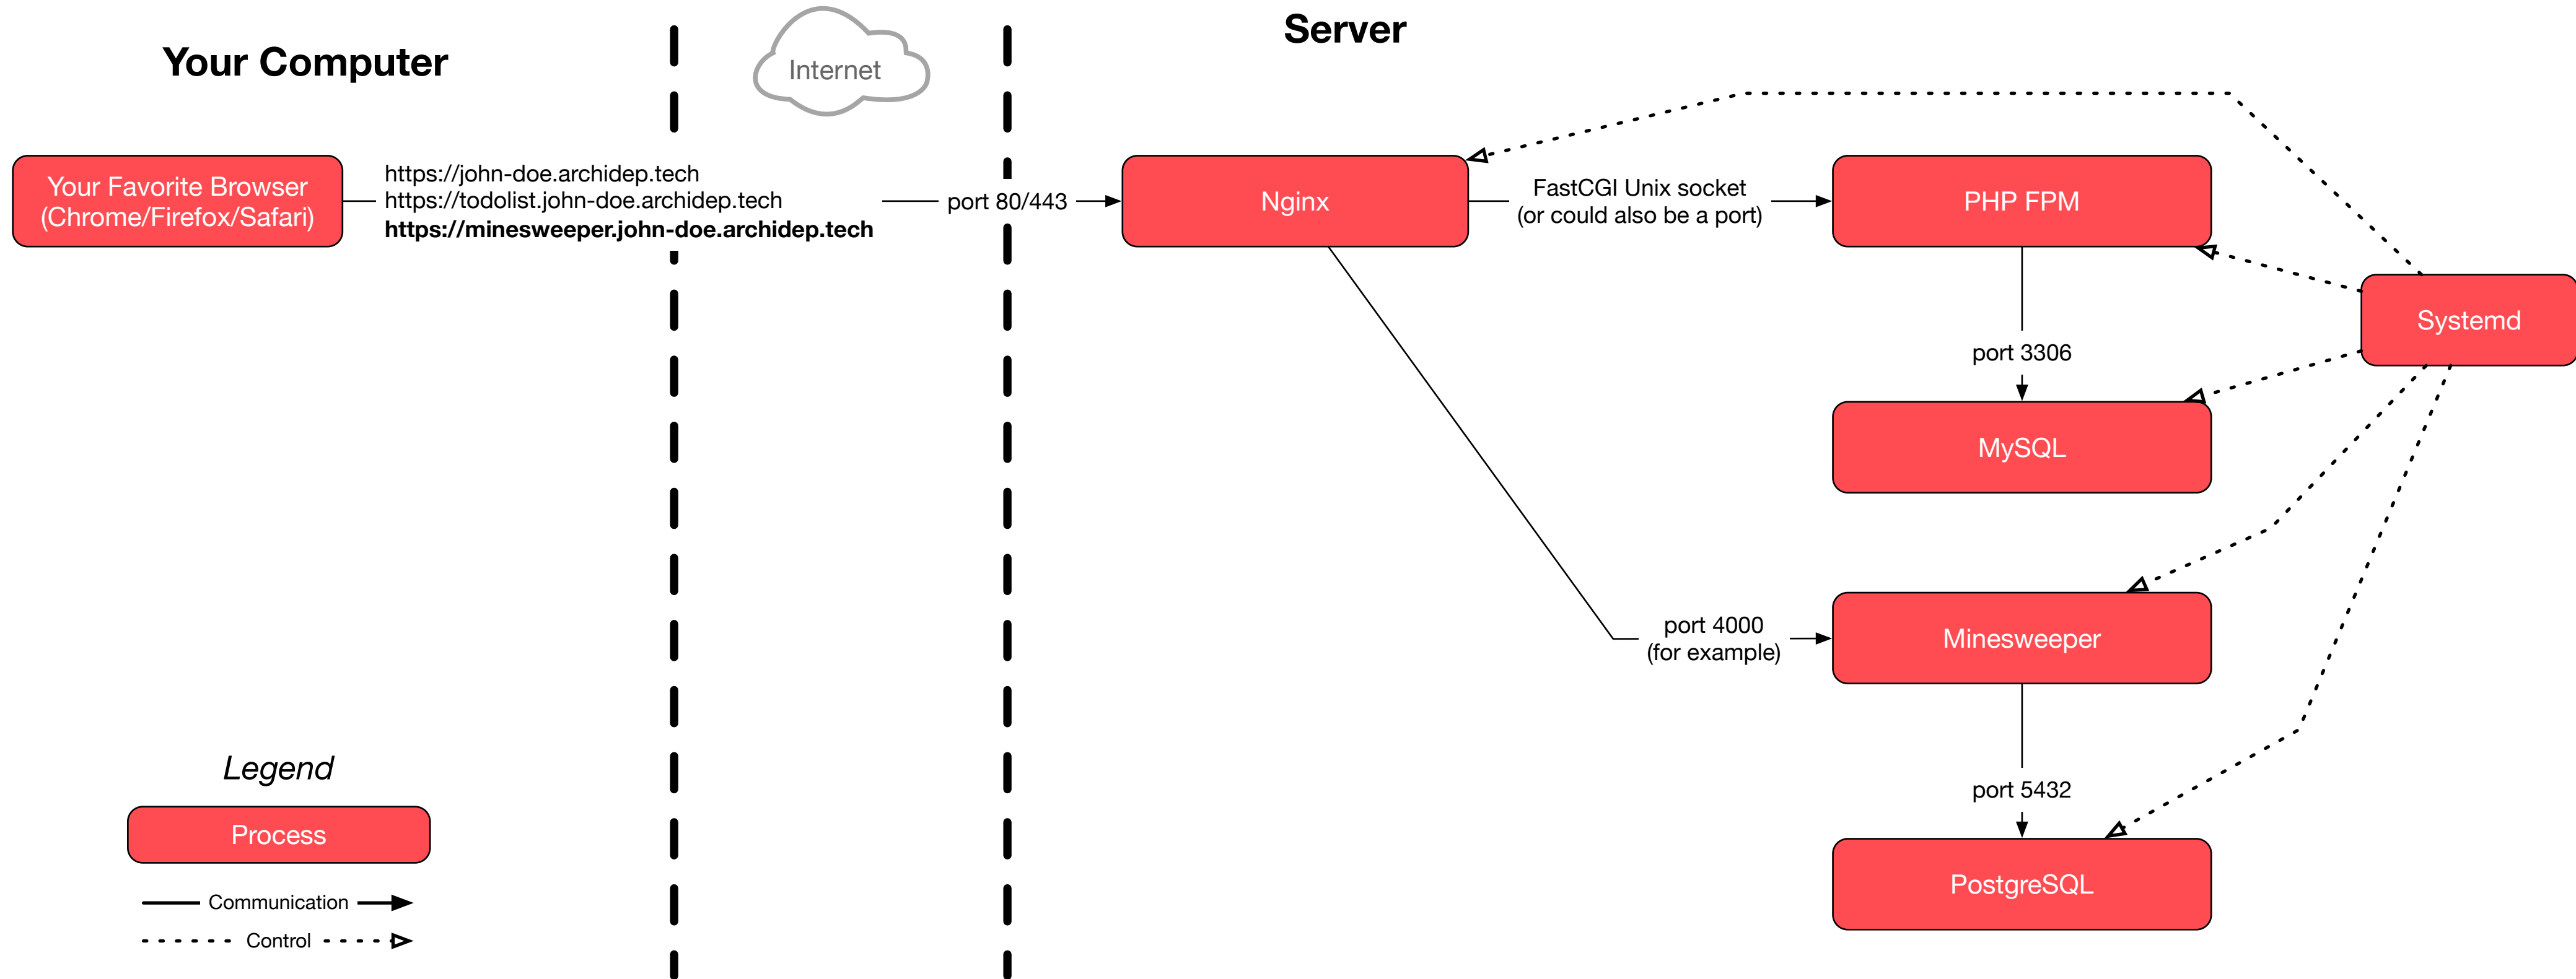 Your Computer
Internet
Server
Your Favorite Browser
(Chrome/Firefox/Safari)
https://john-doe.archidep.tech
https://todolist.john-doe.archidep.tech
https://minesweeper.john-doe.archidep.tech
port 80/443
Nginx
FastCGI Unix socket
(or could also be a port)
PHP FPM
Systemd
port 3306
MySQL
port 4000
(for example)
Minesweeper
port 5432
PostgreSQL
Legend
Process
Communication
Control